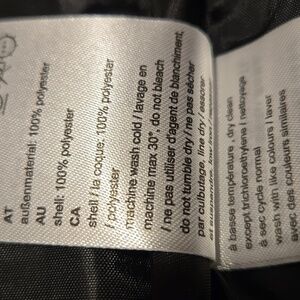 AT
außenmaterial: 100% polyester
AU
shell: 100% polyester
CA
shell / la coque: 100% polyester
/ polyester
machine wash cold / lavage en
machine max 30°, do not bleach
/ ne pas utiliser d'agent de blanchiment,
do not tumble dry / ne pas sécher
par culbutage, line dry / essorer
à basse température, dry clean
except trichloroethylene / nettoyage
à sec cycle normal
wash with like colours / laver
avec des couleurs similaires